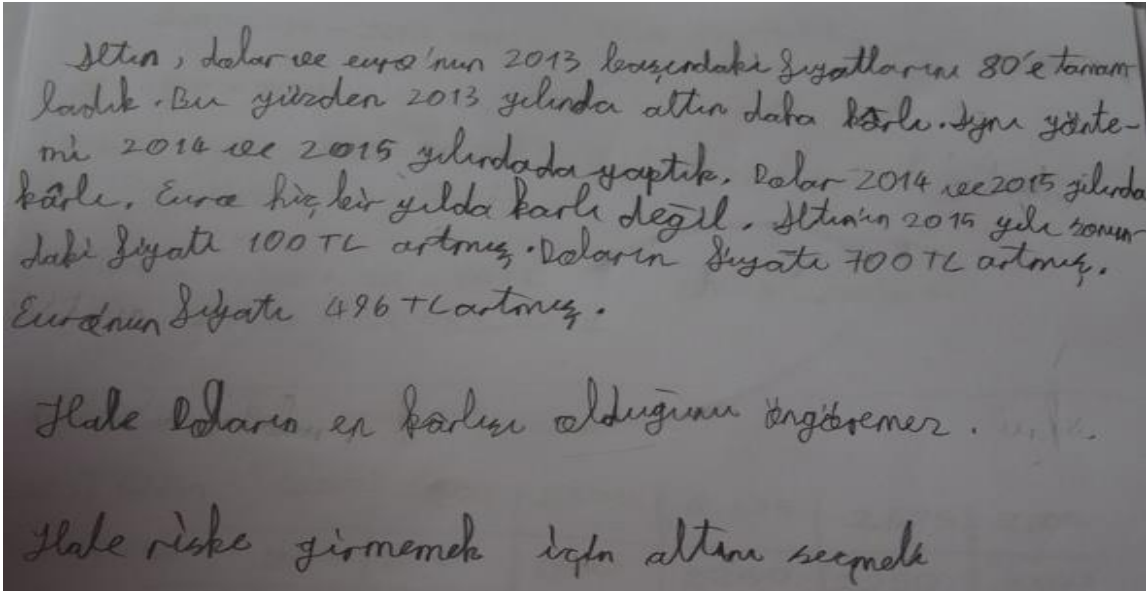 Altın, dolar ve euro'nun 2013 başındaki fiyatlarını 80'e tamam
ladık. Bu yüzden 2013 yılında altın daha kârlı. Aynı yönte-
mi 2014 ve 2015 yılındada yaptık. Dolar 2014 ve 2015 yılında
kârlı. Euro hiç bir yılda karlı değil. Altın'ın 2015 yılı sonun-
daki fiyatı 100 TL artmış. Doların fiyatı 700 TL artmış.
Euronun fiyatı 496 TL artmış.
Hale Doların en kârlısı olduğunu öngöremez.
Hale riske girmemek için altını seçmeli